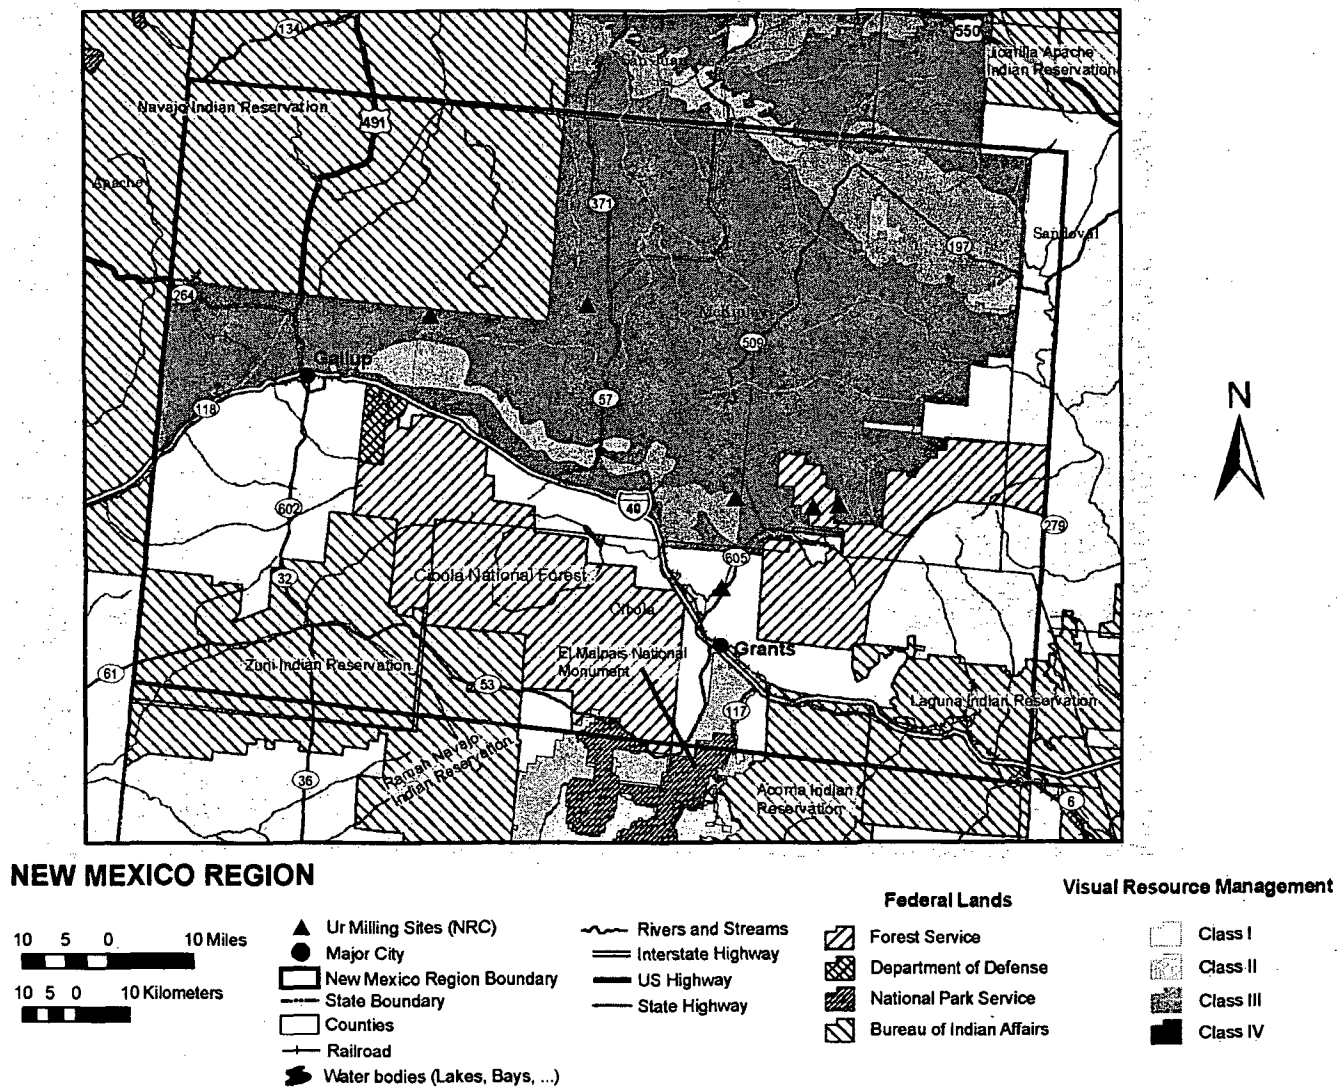 134
550
San Juan
Jicarilla Apache
Indian Reservation
Navajo Indian Reservation
491
Apache
371
Sandoval
197
264
McKinley
509
Gallup
57
118
N
40
602
279
605
32
Cibola National Forest
Cibola
Grants
El Malpais National
Monument
Zuni Indian Reservation
61
53
Laguna Indian Reservation
117
Ramah Navajo
Indian Reservation
36
Acoma Indian
Reservation
6
NEW MEXICO REGION
10 5 0 10 Miles
10 5 0 10 Kilometers
Ur Milling Sites (NRC)
Major City
New Mexico Region Boundary
State Boundary
Counties
Railroad
Water bodies (Lakes, Bays, ...)
Rivers and Streams
Interstate Highway
US Highway
State Highway
Federal Lands
Forest Service
Department of Defense
National Park Service
Bureau of Indian Affairs
Visual Resource Management
Class I
Class II
Class III
Class IV